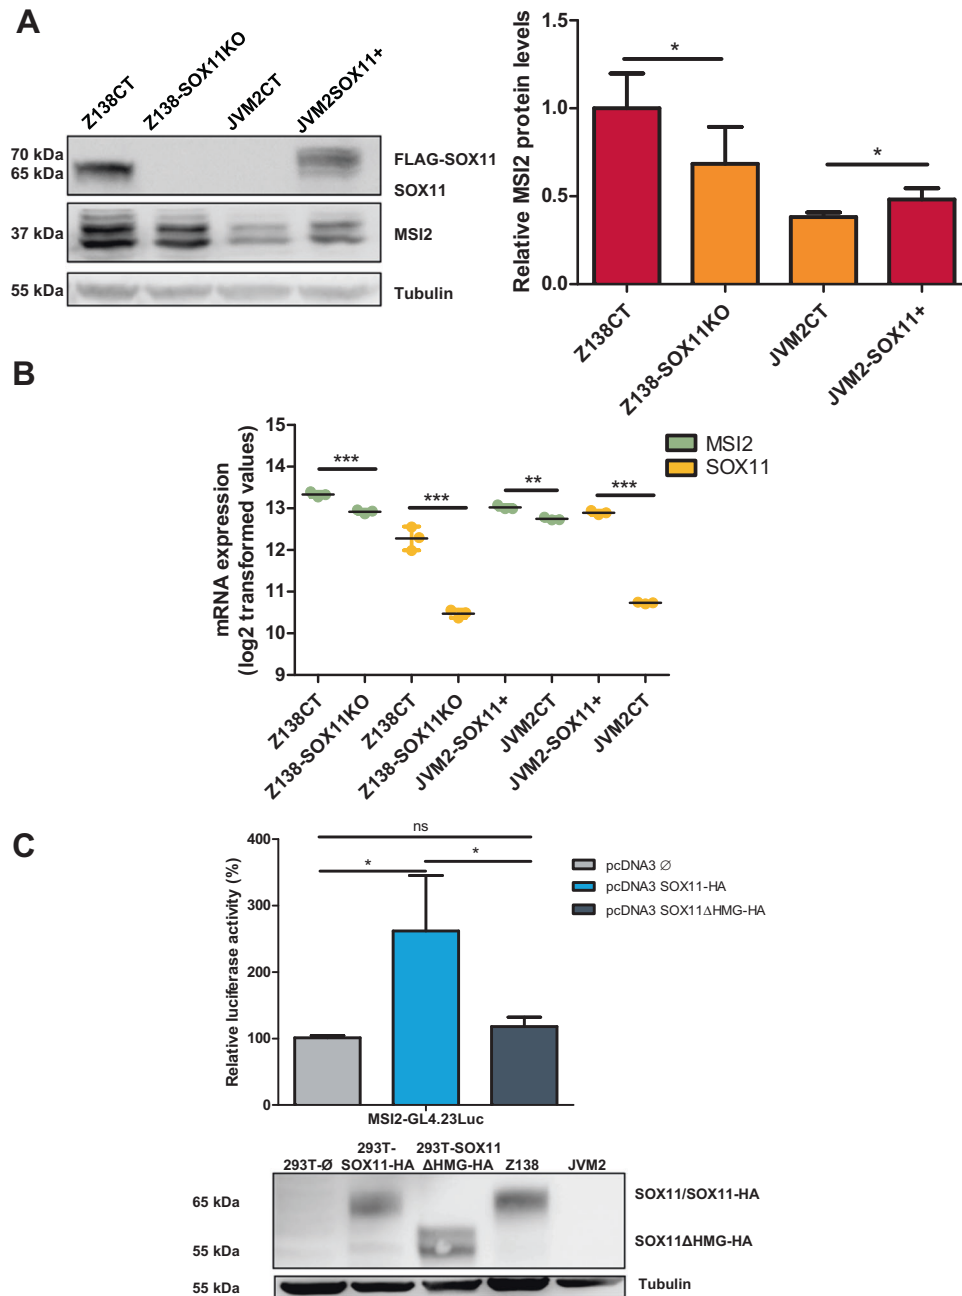 A
Z138CT
Z138-SOX11KO
JVM2CT
JVM2SOX11+
70 kDa
65 kDa
FLAG-SOX11
SOX11
37 kDa
MSI2
55 kDa
Tubulin
Relative MSI2 protein levels
1.5
1.0
0.5
0.0
*
*
Z138CT
Z138-SOX11KO
JVM2CT
JVM2-SOX11+
B
mRNA expression
(log2 transformed values)
15
14
13
12
11
10
9
***
***
**
***
MSI2
SOX11
Z138CT
Z138-SOX11KO
Z138CT
Z138-SOX11KO
JVM2-SOX11+
JVM2CT
JVM2-SOX11+
JVM2CT
C
Relative luciferase activity (%)
400
300
200
100
0
ns
*
*
pcDNA3 Ø
pcDNA3 SOX11-HA
pcDNA3 SOX11ΔHMG-HA
MSI2-GL4.23Luc
293T-Ø
293T-
SOX11-HA
293T-SOX11
ΔHMG-HA
Z138
JVM2
65 kDa
SOX11/SOX11-HA
55 kDa
SOX11ΔHMG-HA
55 kDa
Tubulin